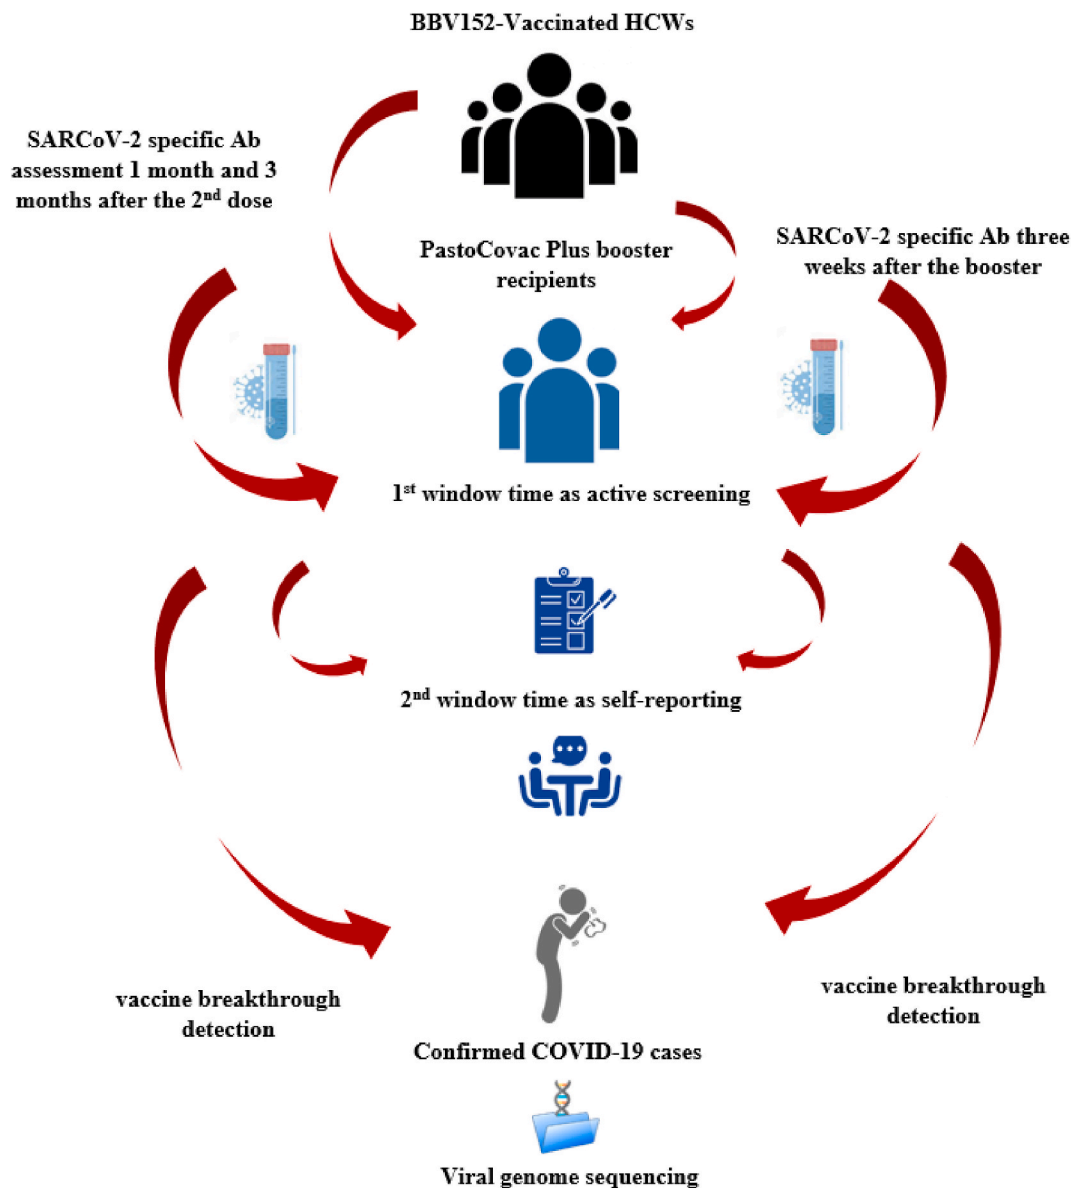 BBV152-Vaccinated HCWs
SARCoV-2 specific Ab
assessment 1 month and 3
months after the 2nd dose
PastoCovac Plus booster
recipients
SARCoV-2 specific Ab three
weeks after the booster
1st window time as active screening
2nd window time as self-reporting
vaccine breakthrough
detection
vaccine breakthrough
detection
Confirmed COVID-19 cases
Viral genome sequencing